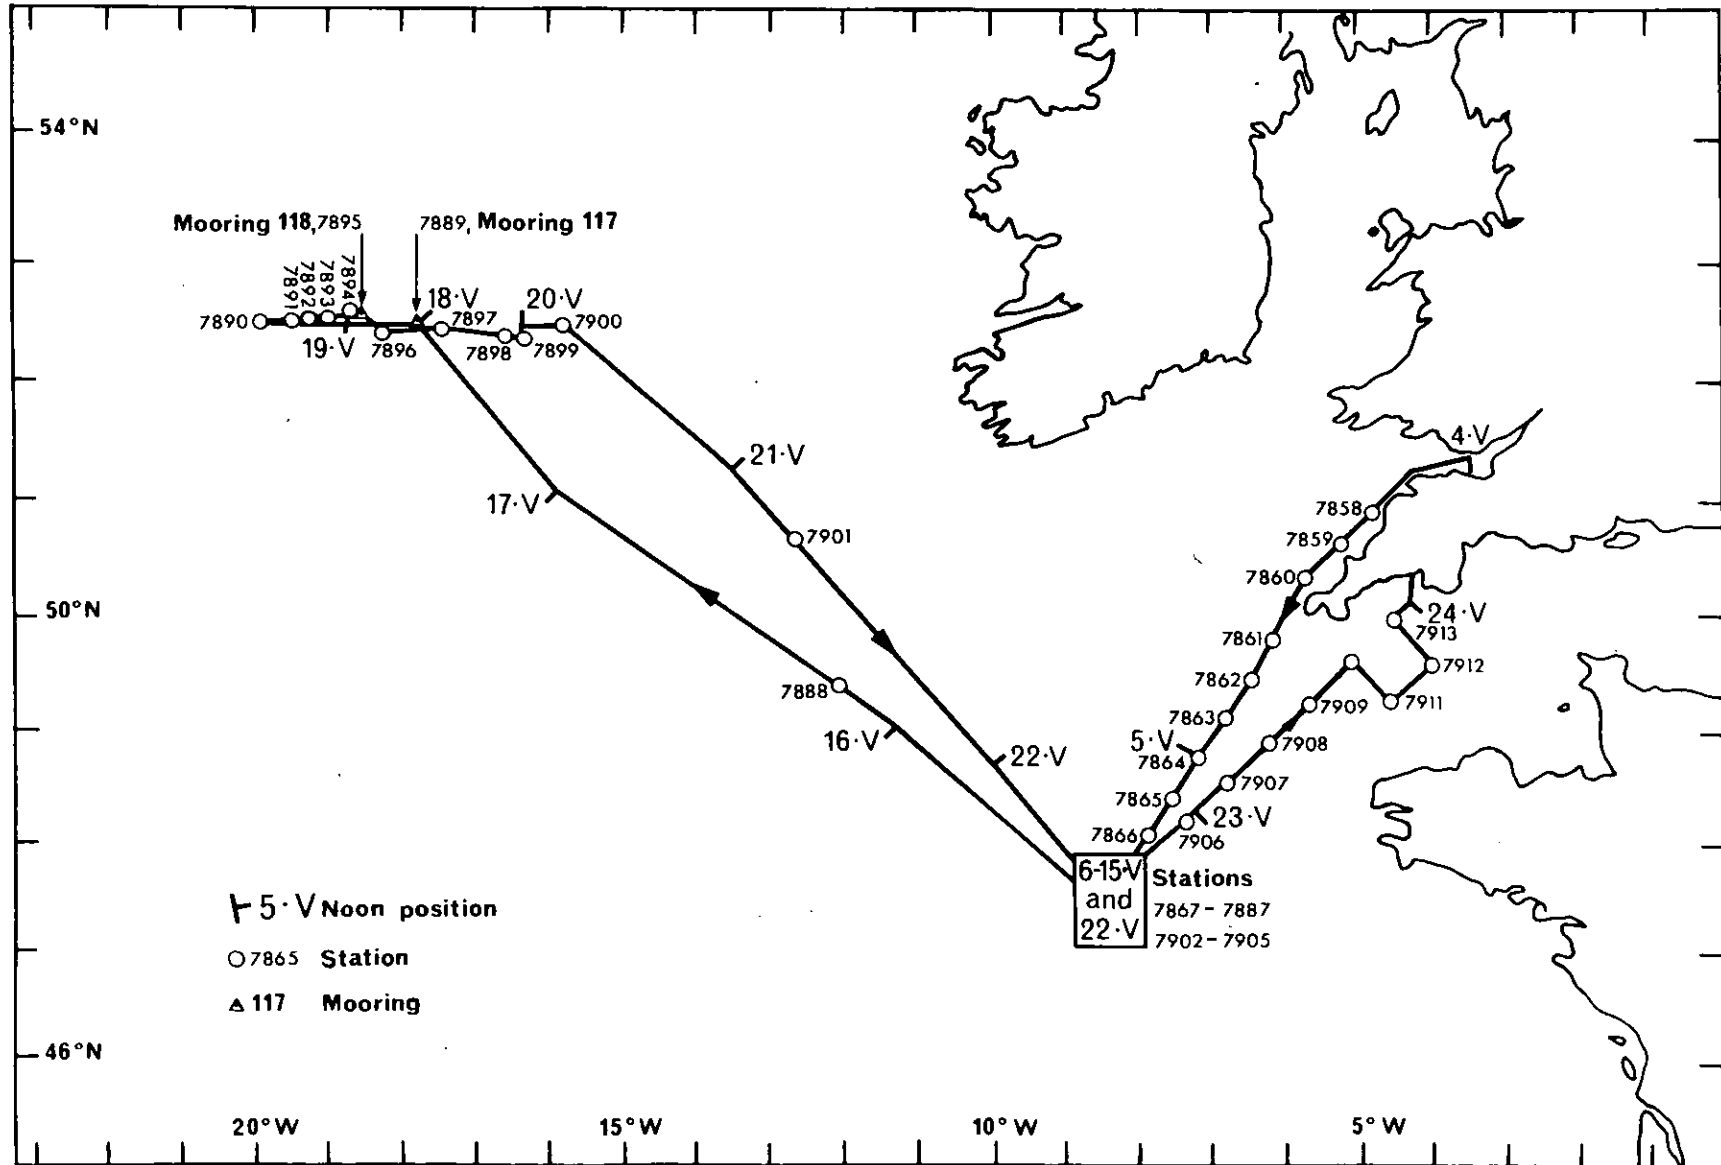 54°N
Mooring 118, 7895
7889, Mooring 117
7891
7892
7893
7894
7890
19·V
7896
18·V
7897
7898
20·V
7899
7900
4·V
21·V
17·V
7901
7858
7859
7860
50°N
24·V
7913
7861
7912
7862
7888
7909
7911
7863
16·V
5·V
7908
7864
22·V
7907
7865
23·V
7866
7906
6-15·V
and
22·V
Stations
7867 - 7887
7902 - 7905
5·V Noon position
7865 Station
117 Mooring
46°N
20°W
15°W
10°W
5°W